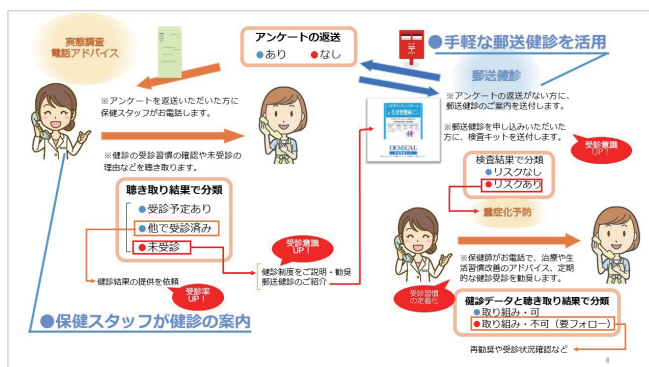 実態調査
電話アドバイス
アンケートの返送
●あり ●なし
●手軽な郵送健診を活用
郵送健診
※アンケートの返送がない方に、
郵送健診のご案内を送付します。
※郵送健診を申し込みいただいた
方に、検査キットを送付します。
※アンケートを返送いただいた方に
保健スタッフがお電話します。
※健診の受診習慣の確認や未受診の
理由などを聴き取ります。
聴き取り結果で分類
●受診予定あり
●他で受診済み
●未受診
健診結果の提供を依頼
受診率
UP!
受診意識
UP!
健診制度をご説明・勧奨
郵送健診のご紹介
●保健スタッフが健診の案内
DEMECAL
受診意識
UP!
検査結果で分類
●リスクなし
●リスクあり
重症化予防
※保健師がお電話で、治療や生
活習慣改善のアドバイス、定期
的な健診受診を勧奨します。
受診習慣
の定着化
健診データと聴き取り結果で分類
●取り組み・可
●取り組み・不可（要フォロー）
再勧奨や受診状況確認など
8